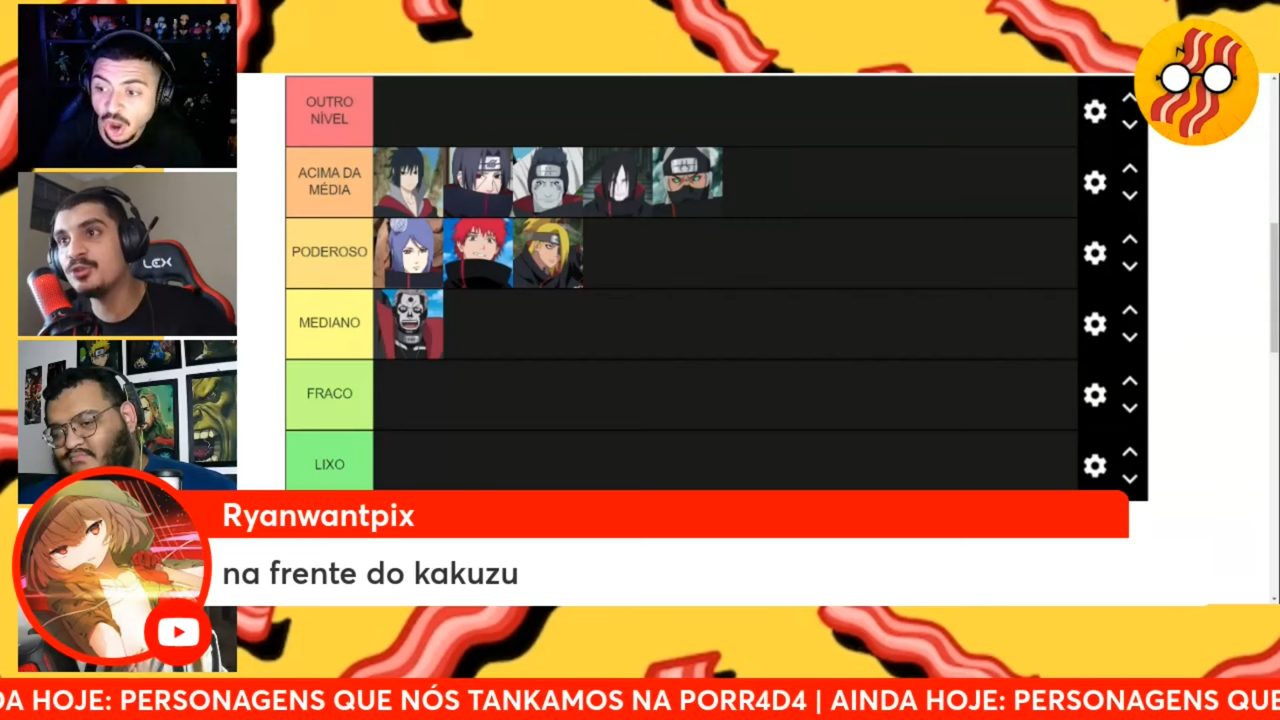 OUTRO
NÍVEL
ACIMA DA
MÉDIA
PODEROSO
MEDIANO
FRACO
LIXO
LCX
Ryanwantpix
na frente do kakuzu
DA HOJE: PERSONAGENS QUE NÓS TANKAMOS NA PORR4D4 | AINDA HOJE: PERSONAGENS QUE